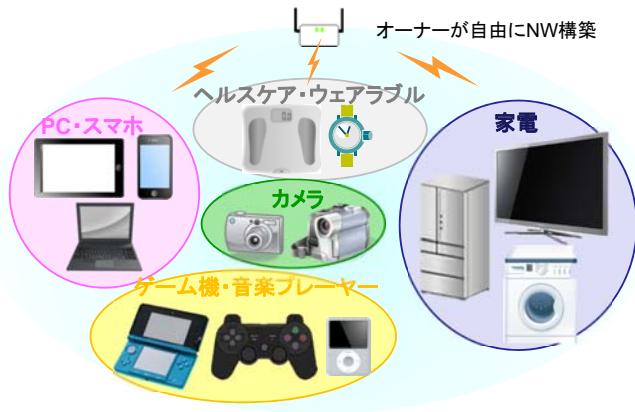 オーナーが自由にNW構築
ヘルスケア・ウェアラブル
PC・スマホ
家電
カメラ
ゲーム機・音楽プレーヤー